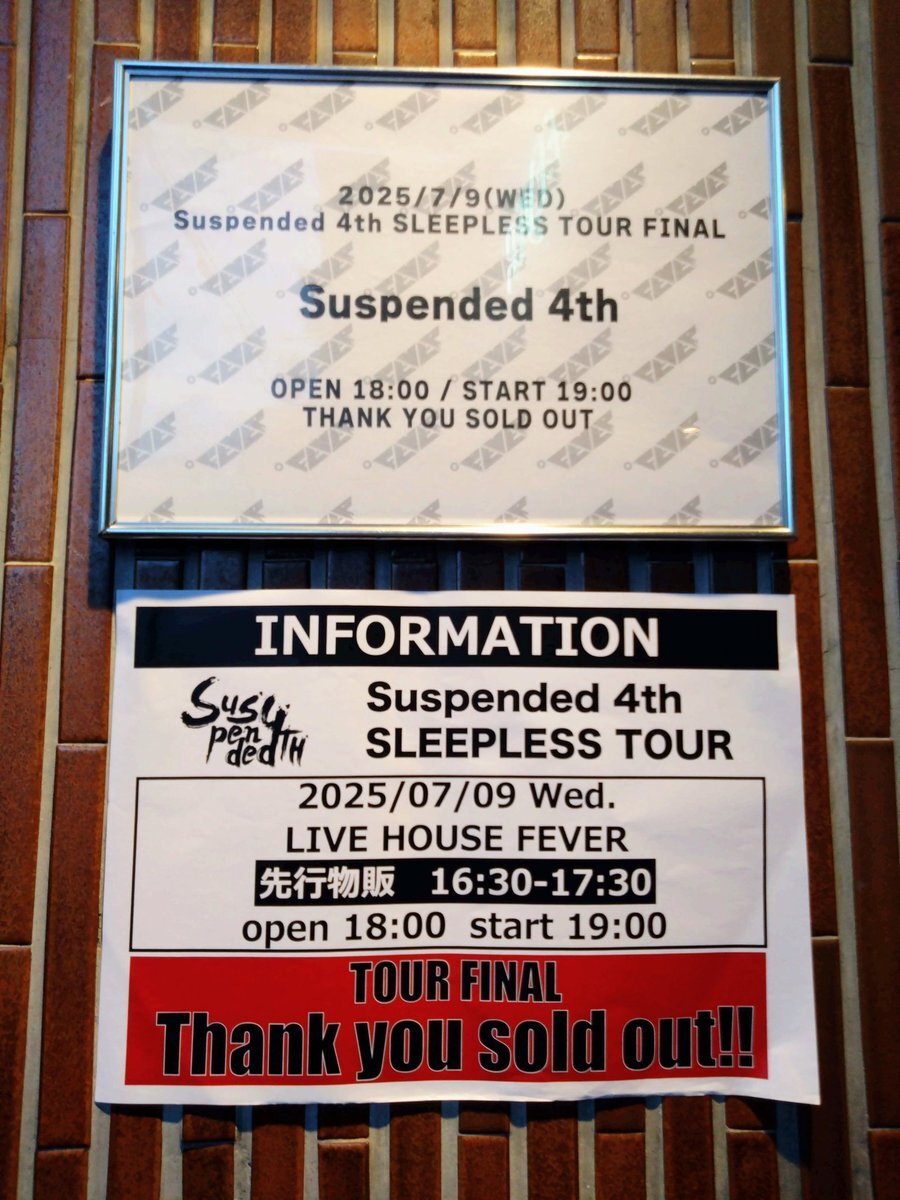 2025/7/9(WED)
Suspended 4th SLEEPLESS TOUR FINAL
Suspended 4th
OPEN 18:00 / START 19:00
THANK YOU SOLD OUT
INFORMATION
Suspended 4TH
Suspended 4th
SLEEPLESS TOUR
2025/07/09 Wed.
LIVE HOUSE FEVER
先行物販 16:30-17:30
open 18:00 start 19:00
TOUR FINAL
Thank you sold out!!